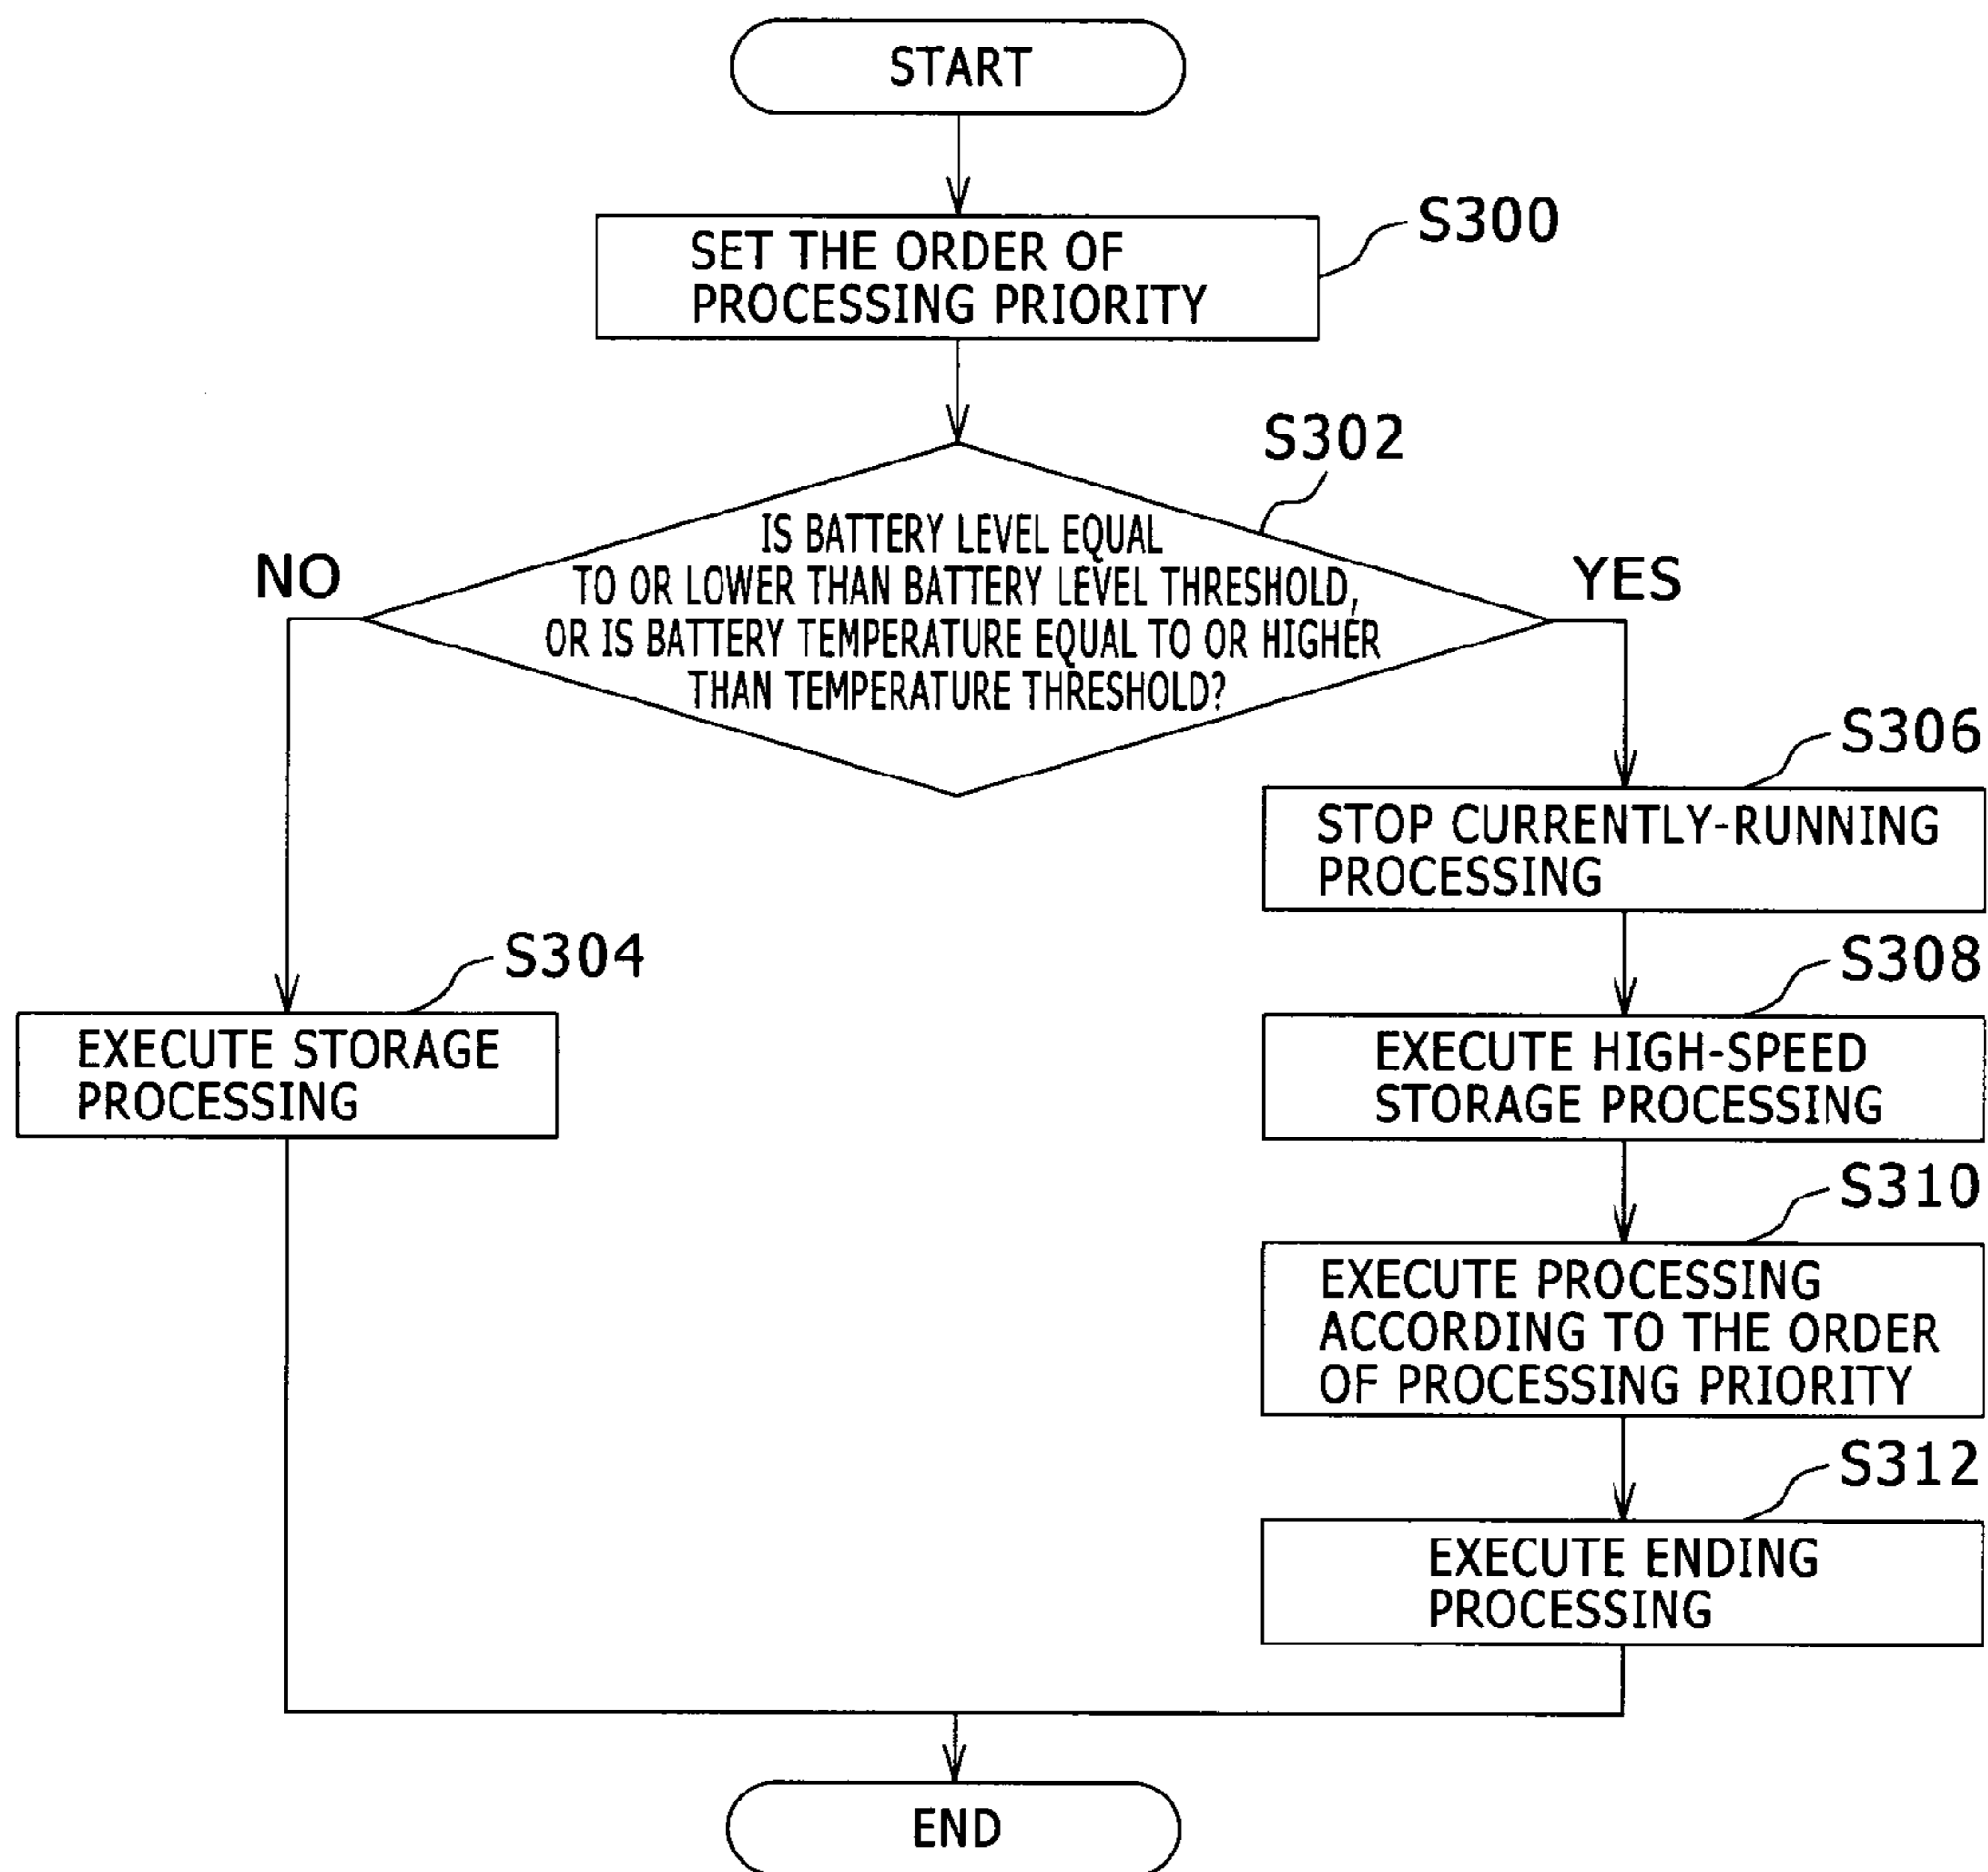 START
S300
SET THE ORDER OF
PROCESSING PRIORITY
S302
IS BATTERY LEVEL EQUAL
TO OR LOWER THAN BATTERY LEVEL THRESHOLD,
OR IS BATTERY TEMPERATURE EQUAL TO OR HIGHER
THAN TEMPERATURE THRESHOLD?
NO
YES
S306
STOP CURRENTLY-RUNNING
PROCESSING
S304
EXECUTE STORAGE
PROCESSING
S308
EXECUTE HIGH-SPEED
STORAGE PROCESSING
S310
EXECUTE PROCESSING
ACCORDING TO THE ORDER
OF PROCESSING PRIORITY
S312
EXECUTE ENDING
PROCESSING
END